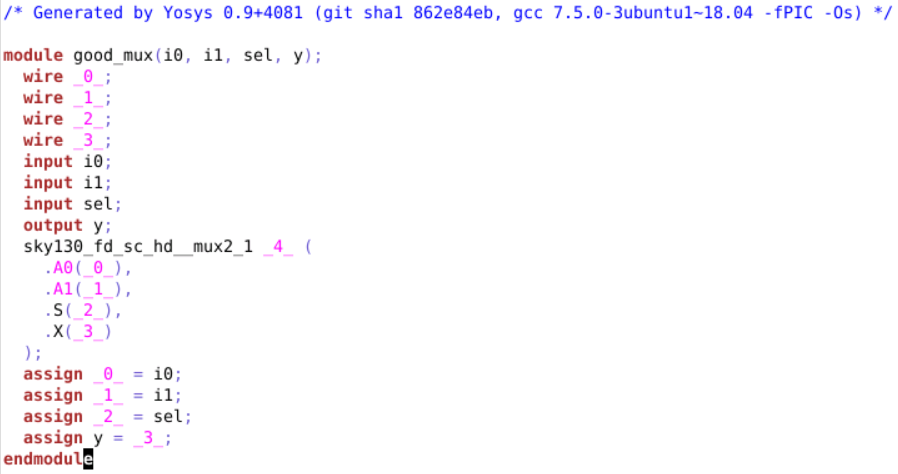 /* Generated by Yosys 0.9+4081 (git sha1 862e84eb, gcc 7.5.0-3ubuntu1~18.04 -fPIC -Os) */

module good_mux(i0, i1, sel, y);
  wire _0_;
  wire _1_;
  wire _2_;
  wire _3_;
  input i0;
  input i1;
  input sel;
  output y;
  sky130_fd_sc_hd__mux2_1 _4_ (
    .A0(_0_),
    .A1(_1_),
    .S(_2_),
    .X(_3_)
  );
  assign _0_ = i0;
  assign _1_ = i1;
  assign _2_ = sel;
  assign y = _3_;
endmodule